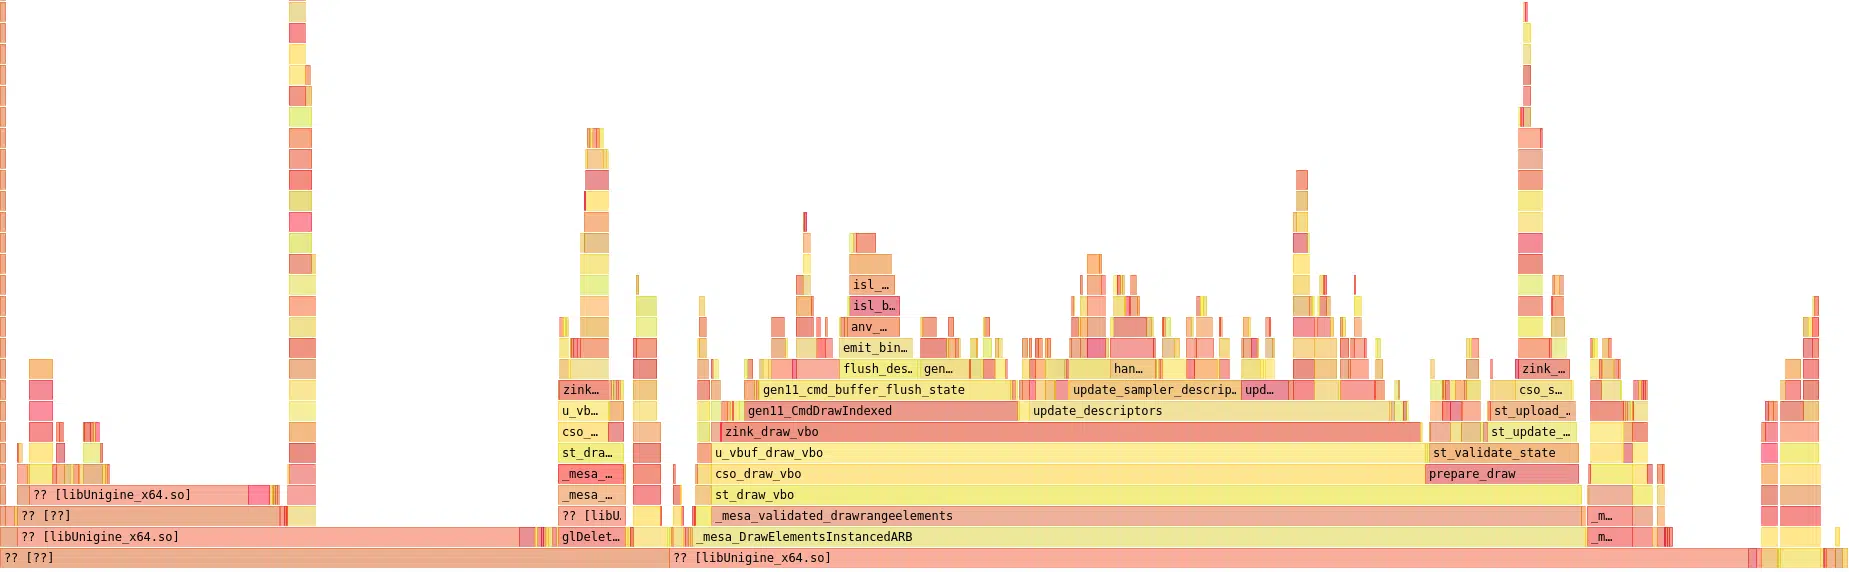 isl_…
isl_b…
anv_…
emit_bin…
flush_des… gen… han… zink_…
zink… gen11_cmd_buffer_flush_state update_sampler_descrip… upd… cso_s…
u_vb… gen11_CmdDrawIndexed update_descriptors st_upload_…
cso_… zink_draw_vbo st_update_…
st_dra… u_vbuf_draw_vbo st_validate_state
_mesa_… cso_draw_vbo prepare_draw
?? [libUnigine_x64.so] _mesa_… st_draw_vbo
?? [??] ?? [libU… _mesa_validated_drawrangeelements _m…
?? [libUnigine_x64.so] glDelet… _mesa_DrawElementsInstancedARB _m…
?? [??] ?? [libUnigine_x64.so]